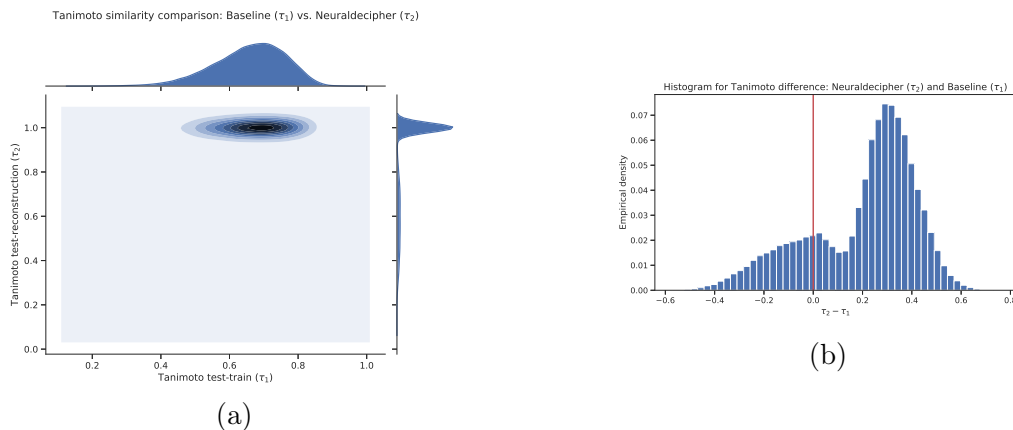 Tanimoto similarity comparison: Baseline (τ₁) vs. Neuraldecipher (τ₂)
1.0
0.8
0.6
0.4
0.2
0.0
Tanimoto test-reconstruction (τ₂)
0.2 0.4 0.6 0.8 1.0
Tanimoto test-train (τ₁)
(a)
Histogram for Tanimoto difference: Neuraldecipher (τ₂) and Baseline (τ₁)
0.07
0.06
0.05
0.04
0.03
0.02
0.01
0.00
Empirical density
−0.6 −0.4 −0.2 0.0 0.2 0.4 0.6 0.8
τ₂ − τ₁
(b)